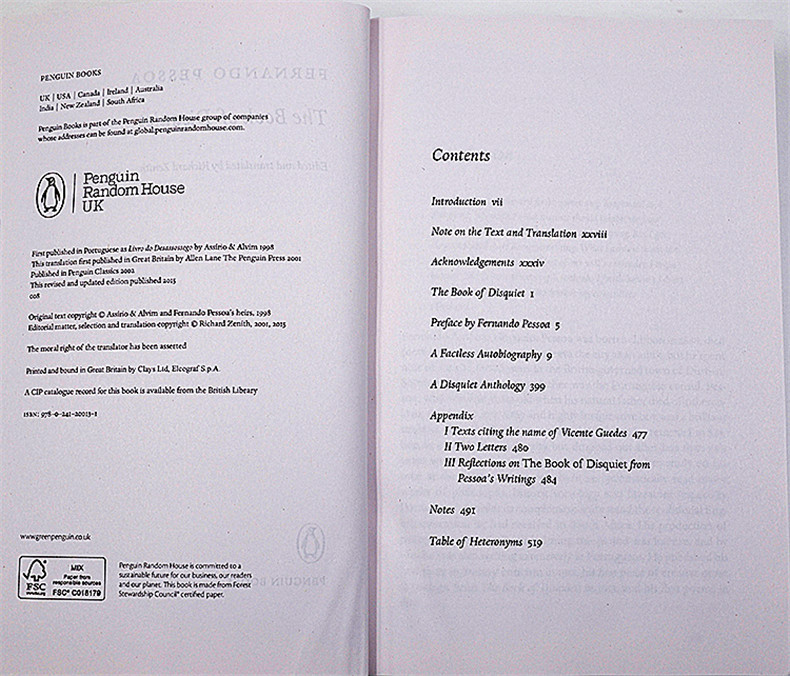 PENGUIN BOOKS
UK | USA | Canada | Ireland | Australia
India | New Zealand | South Africa
Penguin Books is part of the Penguin Random House group of companies
whose addresses can be found at global.penguinrandomhouse.com.
Penguin
Random House
UK
First published in Portuguese as Livro do Desassossego by Assírio & Alvim 1998
This translation first published in Great Britain by Allen Lane The Penguin Press 2001
Published in Penguin Classics 2002
This revised and updated edition published 2015
008
Original text copyright © Assírio & Alvim and Fernando Pessoa's heirs, 1998
Editorial matter, selection and translation copyright © Richard Zenith, 2001, 2015
The moral right of the translator has been asserted
Printed and bound in Great Britain by Clays Ltd, Elcograf S.p.A.
A CIP catalogue record for this book is available from the British Library
ISBN: 978-0-241-20013-1
www.greenpenguin.co.uk
FSC
MIX
Paper from
responsible sources
FSC® C018179
Penguin Random House is committed to a
sustainable future for our business, our readers
and our planet. This book is made from Forest
Stewardship Council® certified paper.
Contents
Introduction vii
Note on the Text and Translation xxviii
Acknowledgements xxxiv
The Book of Disquiet 1
Preface by Fernando Pessoa 5
A Factless Autobiography 9
A Disquiet Anthology 399
Appendix
I Texts citing the name of Vicente Guedes 477
II Two Letters 480
III Reflections on The Book of Disquiet from
Pessoa's Writings 484
Notes 491
Table of Heteronyms 519